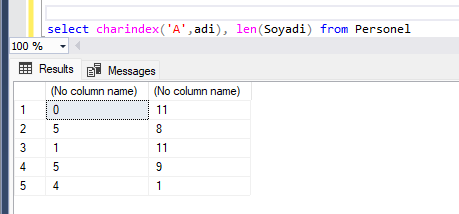 select charindex('A',adi), len(Soyadi) from Personel
100 %
Results Messages
(No column name) (No column name)
1 0 11
2 5 8
3 1 11
4 5 9
5 4 1